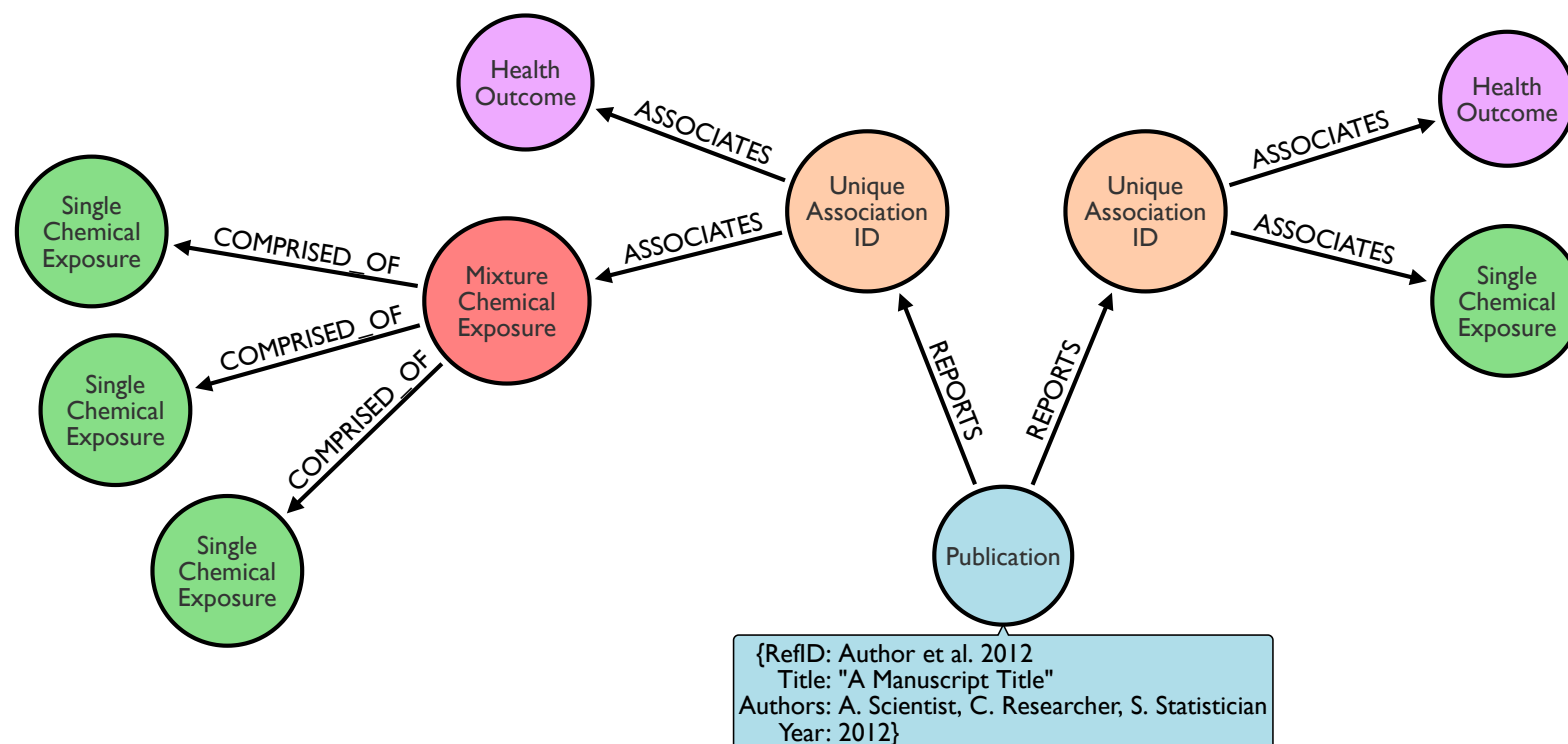 Health
Outcome
ASSOCIATES
Unique
Association
ID
ASSOCIATES
Mixture
Chemical
Exposure
COMPRISED_OF
Single
Chemical
Exposure
COMPRISED_OF
Single
Chemical
Exposure
COMPRISED_OF
Single
Chemical
Exposure
Health
Outcome
ASSOCIATES
Unique
Association
ID
ASSOCIATES
Single
Chemical
Exposure
REPORTS
REPORTS
Publication
{RefID: Author et al. 2012
Title: "A Manuscript Title"
Authors: A. Scientist, C. Researcher, S. Statistician
Year: 2012}